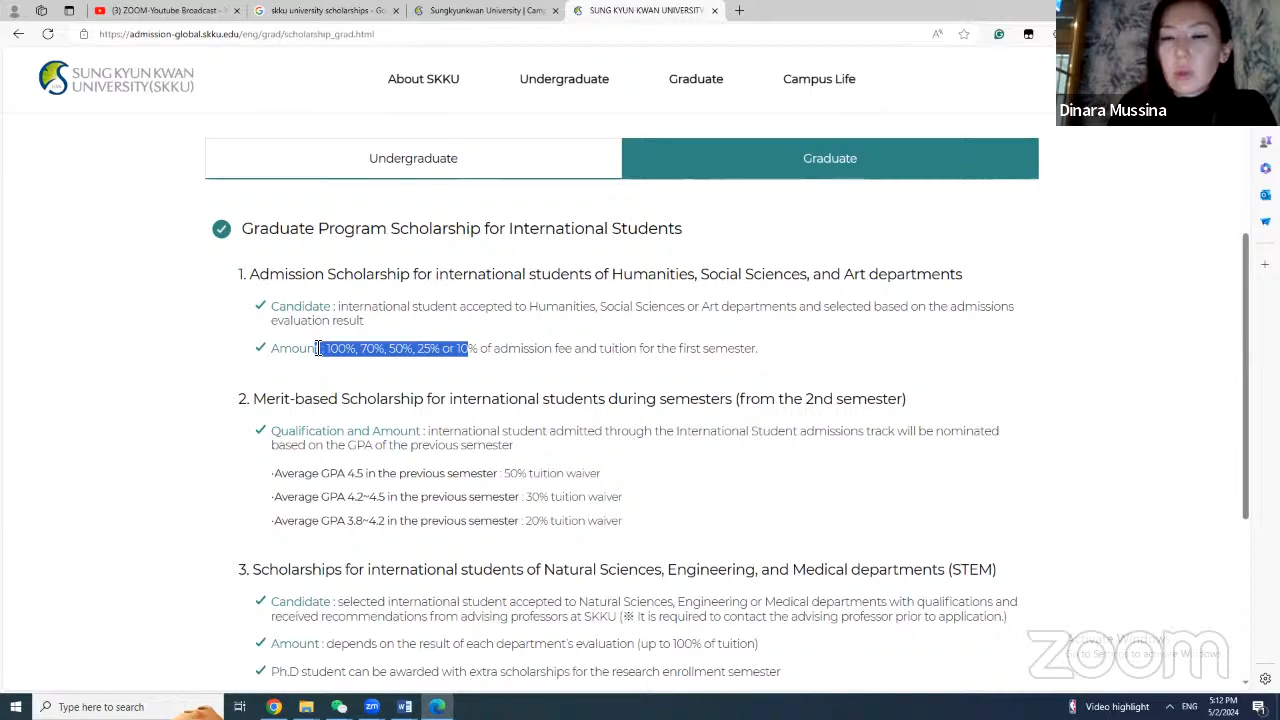 (3) ZOOM-Youtube Broadcast -
skku university scholarships - Go
Sungkyunkwan University | Camp
SUNG KYUN KWAN UNIVERSITY
https://admission-global.skku.edu/eng/grad/scholarship_grad.html
Dinara Mussina
SUNG KYUN KWAN
UNIVERSITY(SKKU)
About SKKU
Undergraduate
Graduate
Campus Life
Undergraduate
Graduate
Graduate Program Scholarship for International Students
1. Admission Scholarship for international students of Humanities, Social Sciences, and Art departments
Candidate : international student accepted to Humanities, Social Sciences or Art departments and selected based on the admissions
evaluation result
Amount : 100%, 70%, 50%, 25% or 10% of admission fee and tuition for the first semester.
2. Merit-based Scholarship for international students during semesters (from the 2nd semester)
Qualification and Amount : international student admitted through the International Student admissions track will be nominated
based on the GPA of the previous semester
·Average GPA 4.5 in the previous semester : 50% tuition waiver
·Average GPA 4.2~4.5 in the previous semester : 30% tuition waiver
·Average GPA 3.8~4.2 in the previous semester : 20% tuition waiver
3. Scholarships for international students of Natural Sciences, Engineering, and Medical departments (STEM)
Candidate : selected international student accepted to Natural Sciences, Engineering or Medical departments with qualifications and
received recommendations from advising professors at SKKU (※ It is required to contact the advising professor prior to application.)
Amount : depends on the result of each department's evaluation (up to 100% of tuition)
Ph.D student can be awarded with extra scholarships for the research enrollment semester
Activate Windows
Go to Settings to activate Windows.
zoom
Type here to search
Video highlight
ENG
5:12 PM
5/2/2024